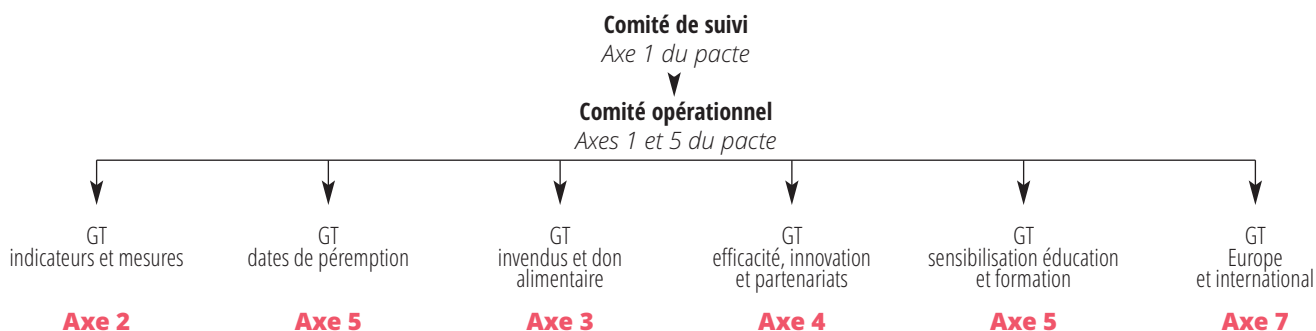 Comité de suivi
Axe 1 du pacte
Comité opérationnel
Axes 1 et 5 du pacte
GT
indicateurs et mesures
Axe 2
GT
dates de péremption
Axe 5
GT
invendus et don
alimentaire
Axe 3
GT
efficacité, innovation
et partenariats
Axe 4
GT
sensibilisation éducation
et formation
Axe 5
GT
Europe
et international
Axe 7